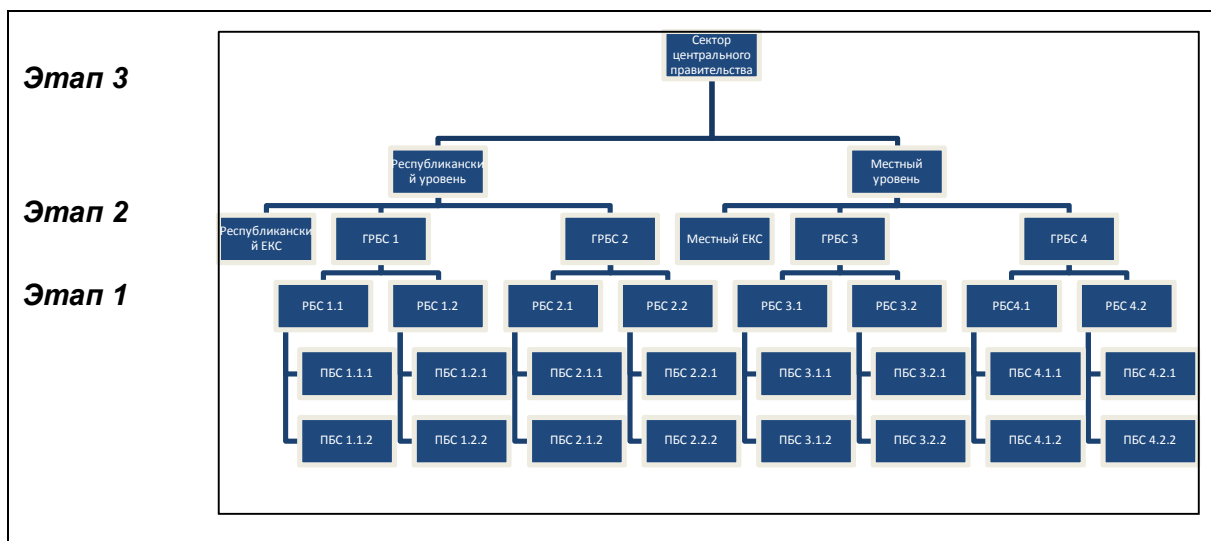 Сектор
центрального
правительства
Этап 3
Республикански
й уровень
Местный
уровень
Этап 2
Республикански
й ЕКС
ГРБС 1
ГРБС 2
Местный ЕКС
ГРБС 3
ГРБС 4
Этап 1
РБС 1.1
РБС 1.2
РБС 2.1
РБС 2.2
РБС 3.1
РБС 3.2
РБС4.1
РБС 4.2
ПБС 1.1.1
ПБС 1.2.1
ПБС 2.1.1
ПБС 2.2.1
ПБС 3.1.1
ПБС 3.2.1
ПБС 4.1.1
ПБС 4.2.1
ПБС 1.1.2
ПБС 1.2.2
ПБС 2.1.2
ПБС 2.2.2
ПБС 3.1.2
ПБС 3.2.2
ПБС 4.1.2
ПБС 4.2.2